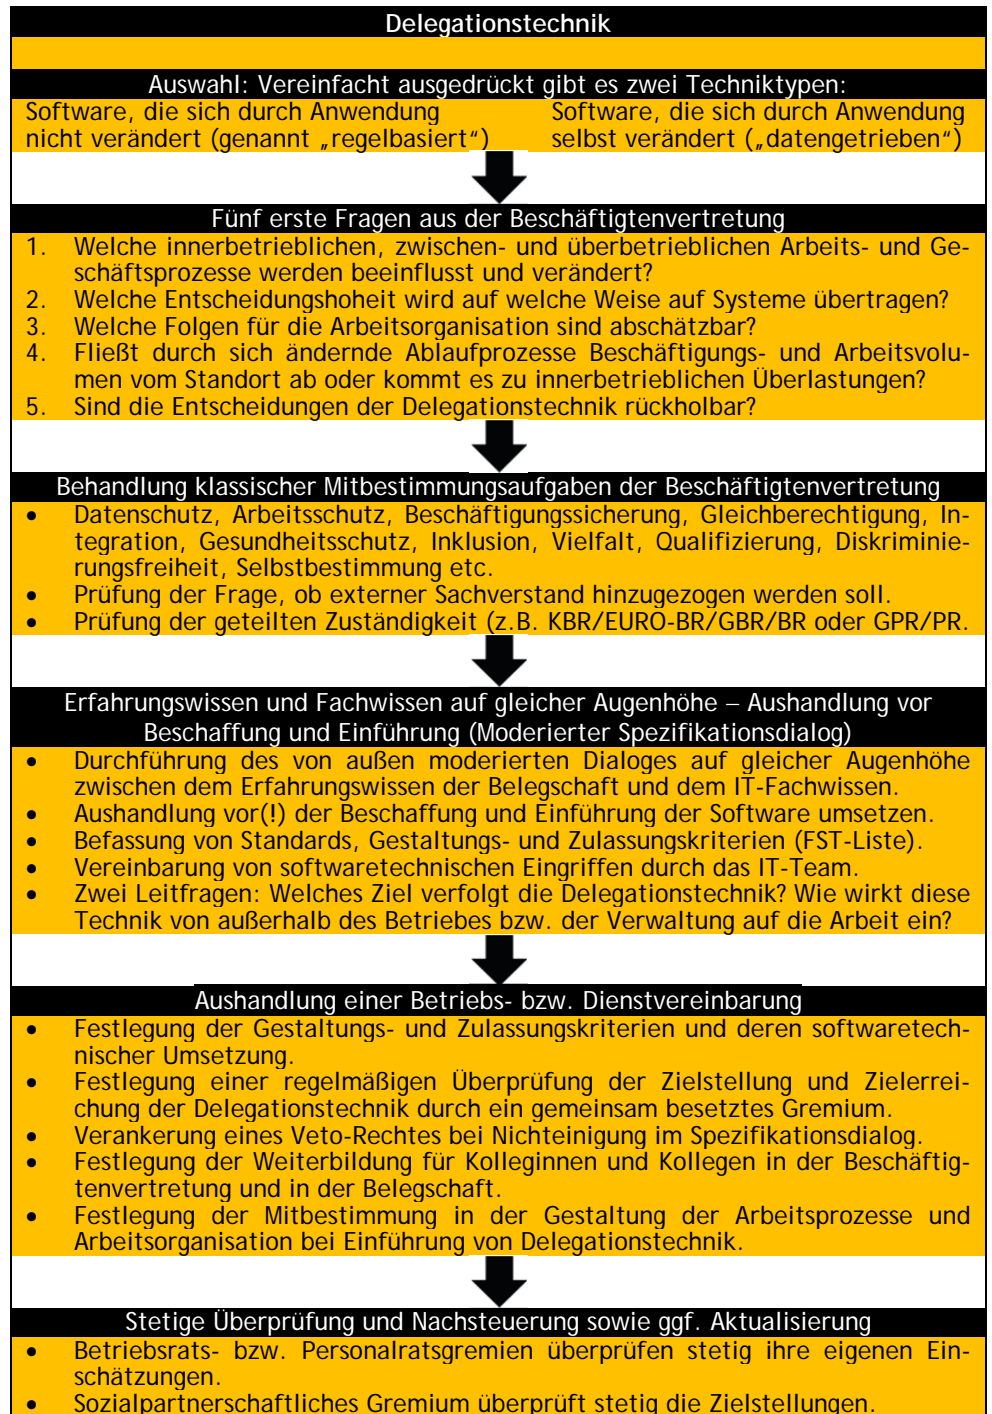 Delegationstechnik
Auswahl: Vereinfacht ausgedrückt gibt es zwei Techniktypen:
Software, die sich durch Anwendung
nicht verändert (genannt „regelbasiert“)
Software, die sich durch Anwendung
selbst verändert („datengetrieben“)
Fünf erste Fragen aus der Beschäftigtenvertretung
1. Welche innerbetrieblichen, zwischen- und überbetrieblichen Arbeits- und Ge-
schäftsprozesse werden beeinflusst und verändert?
2. Welche Entscheidungshoheit wird auf welche Weise auf Systeme übertragen?
3. Welche Folgen für die Arbeitsorganisation sind abschätzbar?
4. Fließt durch sich ändernde Ablaufprozesse Beschäftigungs- und Arbeitsvolu-
men vom Standort ab oder kommt es zu innerbetrieblichen Überlastungen?
5. Sind die Entscheidungen der Delegationstechnik rückholbar?
Behandlung klassischer Mitbestimmungsaufgaben der Beschäftigtenvertretung
• Datenschutz, Arbeitsschutz, Beschäftigungssicherung, Gleichberechtigung, In-
tegration, Gesundheitsschutz, Inklusion, Vielfalt, Qualifizierung, Diskriminie-
rungsfreiheit, Selbstbestimmung etc.
• Prüfung der Frage, ob externer Sachverstand hinzugezogen werden soll.
• Prüfung der geteilten Zuständigkeit (z.B. KBR/EURO-BR/GBR/BR oder GPR/PR.
Erfahrungswissen und Fachwissen auf gleicher Augenhöhe – Aushandlung vor
Beschaffung und Einführung (Moderierter Spezifikationsdialog)
• Durchführung des von außen moderierten Dialoges auf gleicher Augenhöhe
zwischen dem Erfahrungswissen der Belegschaft und dem IT-Fachwissen.
• Aushandlung vor(!) der Beschaffung und Einführung der Software umsetzen.
• Befassung von Standards, Gestaltungs- und Zulassungskriterien (FST-Liste).
• Vereinbarung von softwaretechnischen Eingriffen durch das IT-Team.
• Zwei Leitfragen: Welches Ziel verfolgt die Delegationstechnik? Wie wirkt diese
Technik von außerhalb des Betriebes bzw. der Verwaltung auf die Arbeit ein?
Aushandlung einer Betriebs- bzw. Dienstvereinbarung
• Festlegung der Gestaltungs- und Zulassungskriterien und deren softwaretech-
nischer Umsetzung.
• Festlegung einer regelmäßigen Überprüfung der Zielstellung und Zielerrei-
chung der Delegationstechnik durch ein gemeinsam besetztes Gremium.
• Verankerung eines Veto-Rechtes bei Nichteinigung im Spezifikationsdialog.
• Festlegung der Weiterbildung für Kolleginnen und Kollegen in der Beschäftig-
tenvertretung und in der Belegschaft.
• Festlegung der Mitbestimmung in der Gestaltung der Arbeitsprozesse und
Arbeitsorganisation bei Einführung von Delegationstechnik.
Stetige Überprüfung und Nachsteuerung sowie ggf. Aktualisierung
• Betriebsrats- bzw. Personalratsgremien überprüfen stetig ihre eigenen Ein-
schätzungen.
• Sozialpartnerschaftliches Gremium überprüft stetig die Zielstellungen.